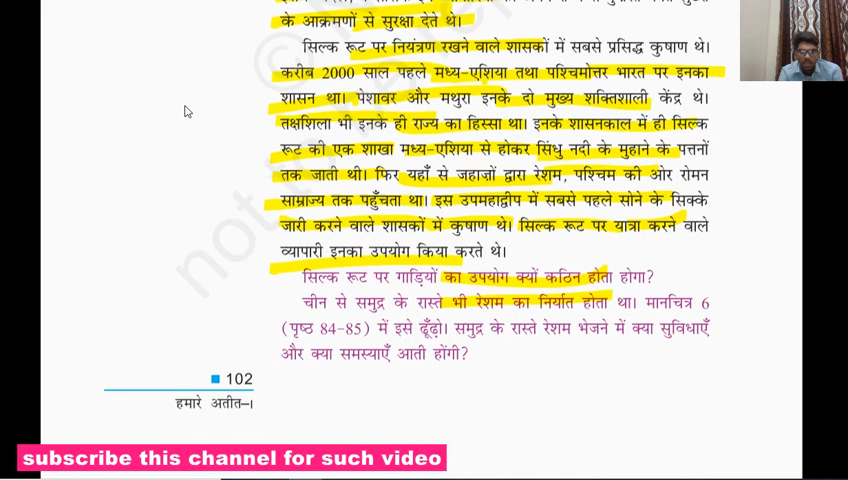 के आक्रमणों से सुरक्षा देते थे।
सिल्क रूट पर नियंत्रण रखने वाले शासकों में सबसे प्रसिद्ध कुषाण थे।
करीब 2000 साल पहले मध्य-एशिया तथा पश्चिमोत्तर भारत पर इनका
शासन था। पेशावर और मथुरा इनके दो मुख्य शक्तिशाली केंद्र थे।
तक्षशिला भी इनके ही राज्य का हिस्सा था। इनके शासनकाल में ही सिल्क
रूट की एक शाखा मध्य-एशिया से होकर सिंधु नदी के मुहाने के पत्तनों
तक जाती थी। फिर यहाँ से जहाज़ों द्वारा रेशम, पश्चिम की ओर रोमन
साम्राज्य तक पहुँचता था। इस उपमहाद्वीप में सबसे पहले सोने के सिक्के
जारी करने वाले शासकों में कुषाण थे। सिल्क रूट पर यात्रा करने वाले
व्यापारी इनका उपयोग किया करते थे।
सिल्क रूट पर गाड़ियों का उपयोग क्यों कठिन होता होगा?
चीन से समुद्र के रास्ते भी रेशम का निर्यात होता था। मानचित्र 6
(पृष्ठ 84-85) में इसे ढूँढ़ो। समुद्र के रास्ते रेशम भेजने में क्या सुविधाएँ
और क्या समस्याएँ आती होंगी?
■ 102
हमारे अतीत–I
subscribe this channel for such video